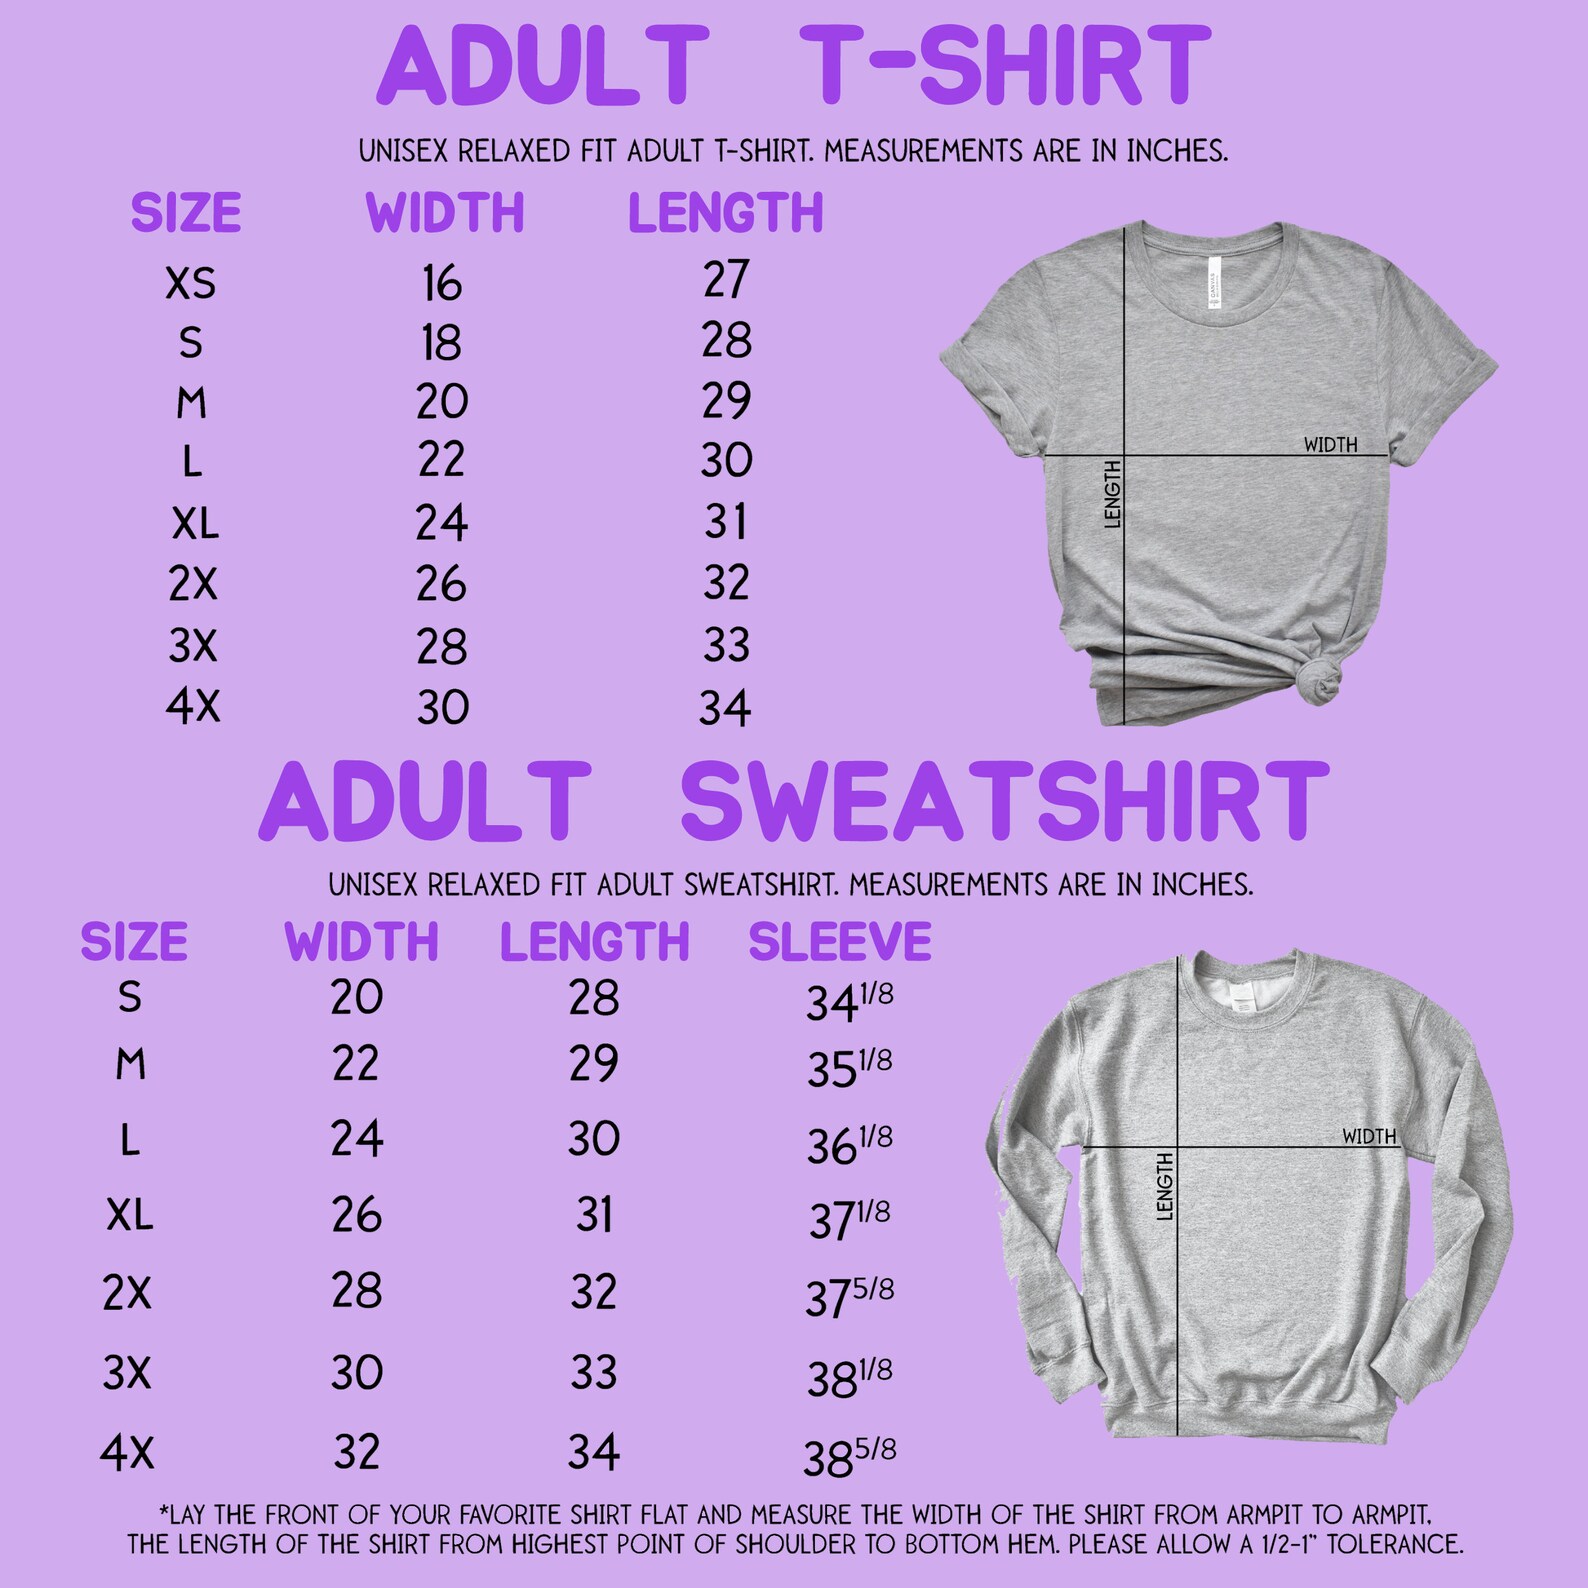 ADULT T-SHIRT
UNISEX RELAXED FIT ADULT T-SHIRT. MEASUREMENTS ARE IN INCHES.
SIZE WIDTH LENGTH
XS 16 27
S 18 28
M 20 29
L 22 30
XL 24 31
2X 26 32
3X 28 33
4X 30 34
CANVAS
WIDTH
LENGTH
ADULT SWEATSHIRT
UNISEX RELAXED FIT ADULT SWEATSHIRT. MEASUREMENTS ARE IN INCHES.
SIZE WIDTH LENGTH SLEEVE
S 20 28 34 1/8
M 22 29 35 1/8
L 24 30 36 1/8
XL 26 31 37 1/8
2X 28 32 37 5/8
3X 30 33 38 1/8
4X 32 34 38 5/8
WIDTH
LENGTH
*LAY THE FRONT OF YOUR FAVORITE SHIRT FLAT AND MEASURE THE WIDTH OF THE SHIRT FROM ARMPIT TO ARMPIT,
THE LENGTH OF THE SHIRT FROM HIGHEST POINT OF SHOULDER TO BOTTOM HEM. PLEASE ALLOW A 1/2-1" TOLERANCE.